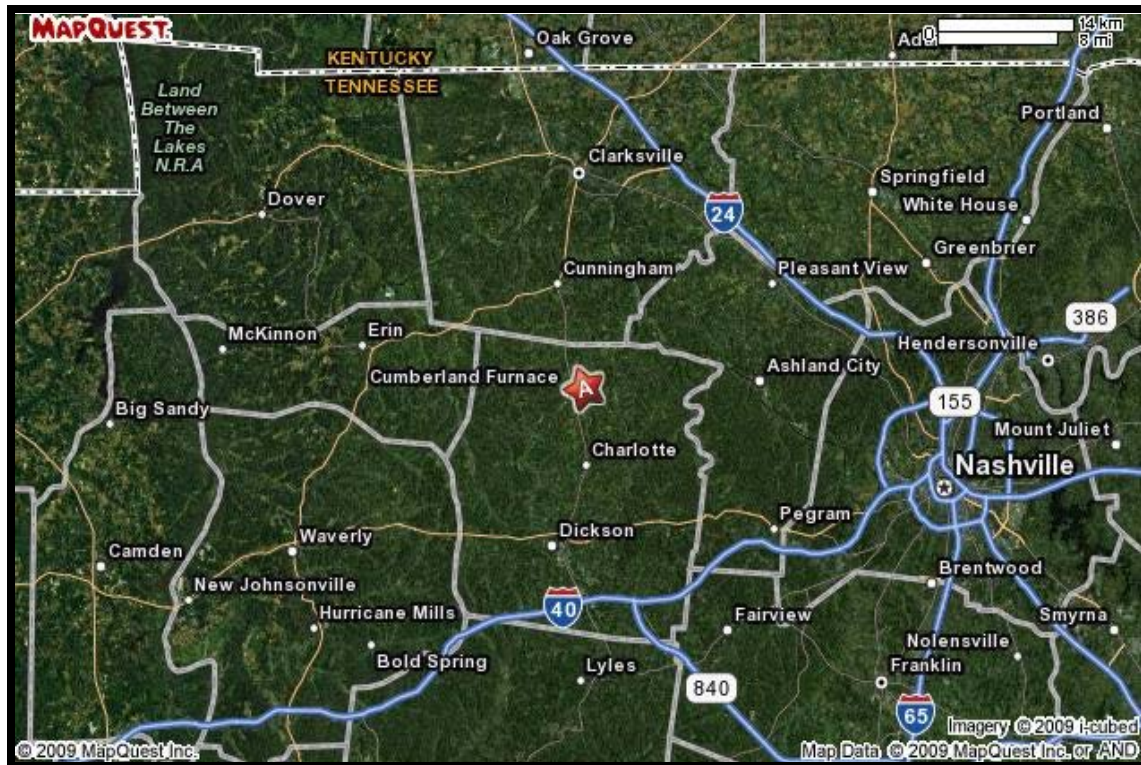 MAPQUEST
14 km
0
8 mi
Oak Grove
KENTUCKY
TENNESSEE
Land
Between
The
Lakes
N.R.A
Portland
Clarksville
Springfield
Dover
White House
24
Greenbrier
Cunningham
Pleasant View
386
McKinnon
Erin
Hendersonville
Ashland City
Cumberland Furnace
A
155
Big Sandy
Mount Juliet
Charlotte
Nashville
Pegram
Dickson
Waverly
Camden
Brentwood
New Johnsonville
40
Hurricane Mills
Fairview
Smyrna
Nolensville
Bold Spring
Lyles
Franklin
840
65
Imagery © 2009 i-cubed
© 2009 MapQuest Inc.
Map Data © 2009 MapQuest Inc. or AND